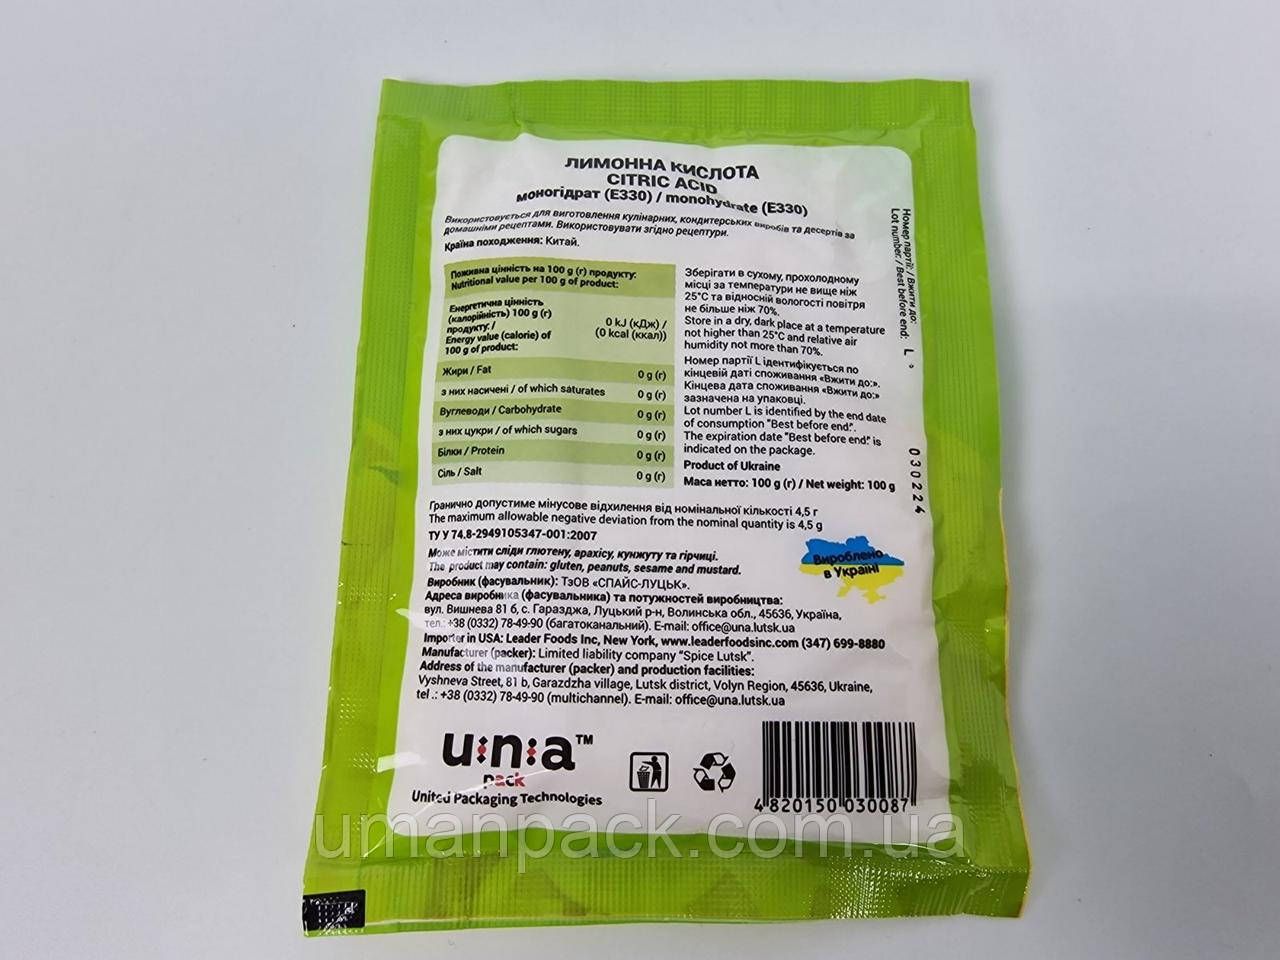 ЛИМОННА КИСЛОТА
CITRIC ACID
моногідрат (Е330) / monohydrate (E330)
Використовується для виготовлення кулінарних, кондитерських виробів та десертів за
домашніми рецептами. Використовувати згідно рецептури.
Країна походження: Китай.
Поживна цінність на 100 g (г) продукту:
Nutritional value per 100 g of product:
Енергетична цінність
(калорійність) 100 g (г)
продукту: /
Energy value (calorie) of
100 g of product:
0 kJ (кДж) /
(0 kcal (ккал))
Жири / Fat 0 g (г)
з них насичені / of which saturates 0 g (г)
Вуглеводи / Carbohydrate 0 g (г)
з них цукри / of which sugars 0 g (г)
Білки / Protein 0 g (г)
Сіль / Salt 0 g (г)
Зберігати в сухому, прохолодному
місці за температури не вище ніж
25°С та відносній вологості повітря
не більше ніж 70%.
Store in a dry, dark place at a temperature
not higher than 25°C and relative air
humidity not more than 70%.
Номер партії L ідентифікується по
кінцевій даті споживання «Вжити до:».
Кінцева дата споживання «Вжити до:»
зазначена на упаковці.
Lot number L is identified by the end date
of consumption "Best before end:".
The expiration date "Best before end:" is
indicated on the package.
Product of Ukraine
Маса нетто: 100 g (г) / Net weight: 100 g
Номер партії: / Вжити до:
Lot number: / Best before end: L
030224
Гранично допустиме мінусове відхилення від номінальної кількості 4,5 г
The maximum allowable negative deviation from the nominal quantity is 4,5 g
ТУ У 74.8-2949105347-001:2007
Може містити сліди глютену, арахісу, кунжуту та гірчиці.
The product may contain: gluten, peanuts, sesame and mustard.
Вироблено
в Україні
Виробник (фасувальник): ТзОВ «СПАЙС-ЛУЦЬК».
Адреса виробника (фасувальника) та потужностей виробництва:
вул. Вишнева 81 б, с. Гаразджа, Луцький р-н, Волинська обл., 45636, Україна,
тел.: +38 (0332) 78-49-90 (багатоканальний). E-mail: office@una.lutsk.ua
Importer in USA: Leader Foods Inc, New York, www.leaderfoodsinc.com (347) 699-8880
Manufacturer (packer): Limited liability company "Spice Lutsk".
Address of the manufacturer (packer) and production facilities:
Vyshneva Street, 81 b, Garazdzha village, Lutsk district, Volyn Region, 45636, Ukraine,
tel .: +38 (0332) 78-49-90 (multichannel). E-mail: office@una.lutsk.ua
u:n:a™
pack
United Packaging Technologies
4 820150 030087
umanpack.com.ua